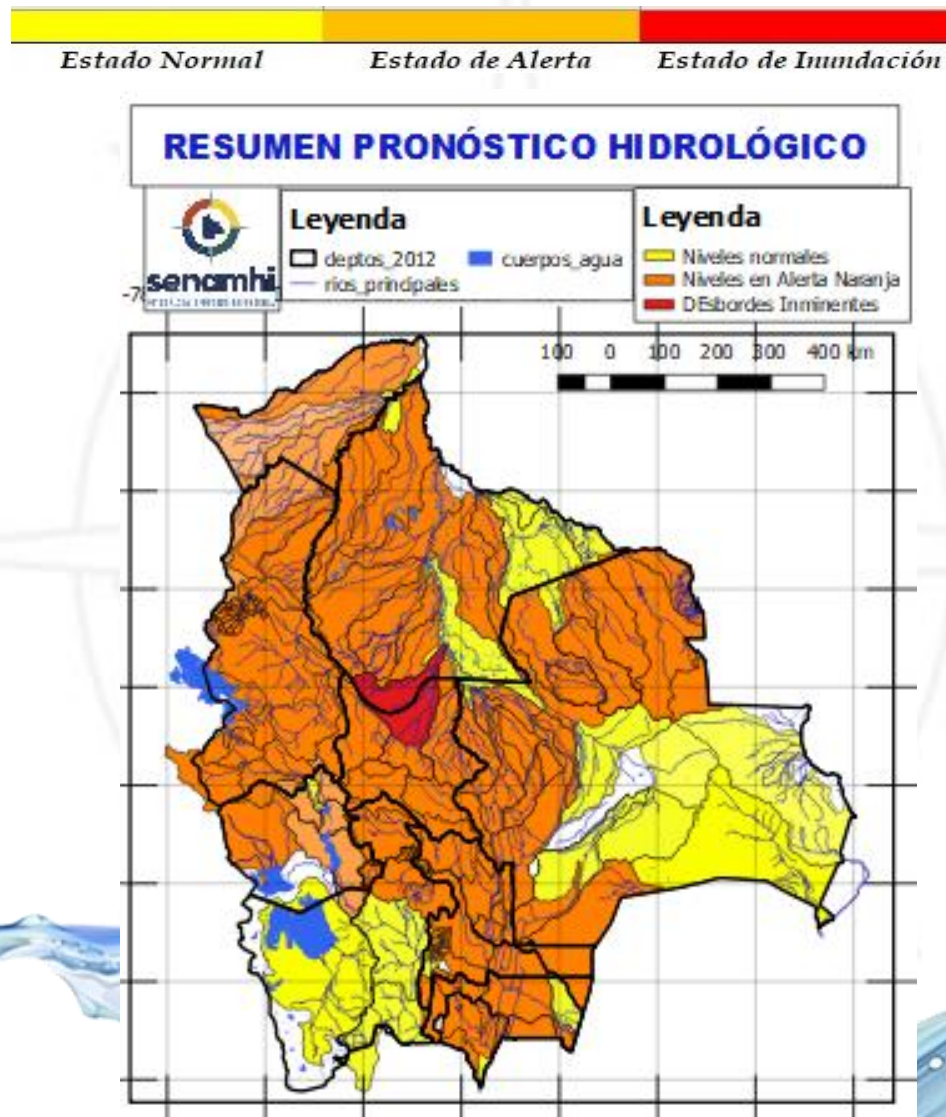 Estado Normal Estado de Alerta Estado de Inundación
RESUMEN PRONÓSTICO HIDROLÓGICO
senamhi
Leyenda
deptos_2012 cuerpos_agua
rios_principales
Leyenda
Niveles normales
Niveles en Alerta Naranja
DEsbordes Inminentes
100 0 100 200 300 400 km